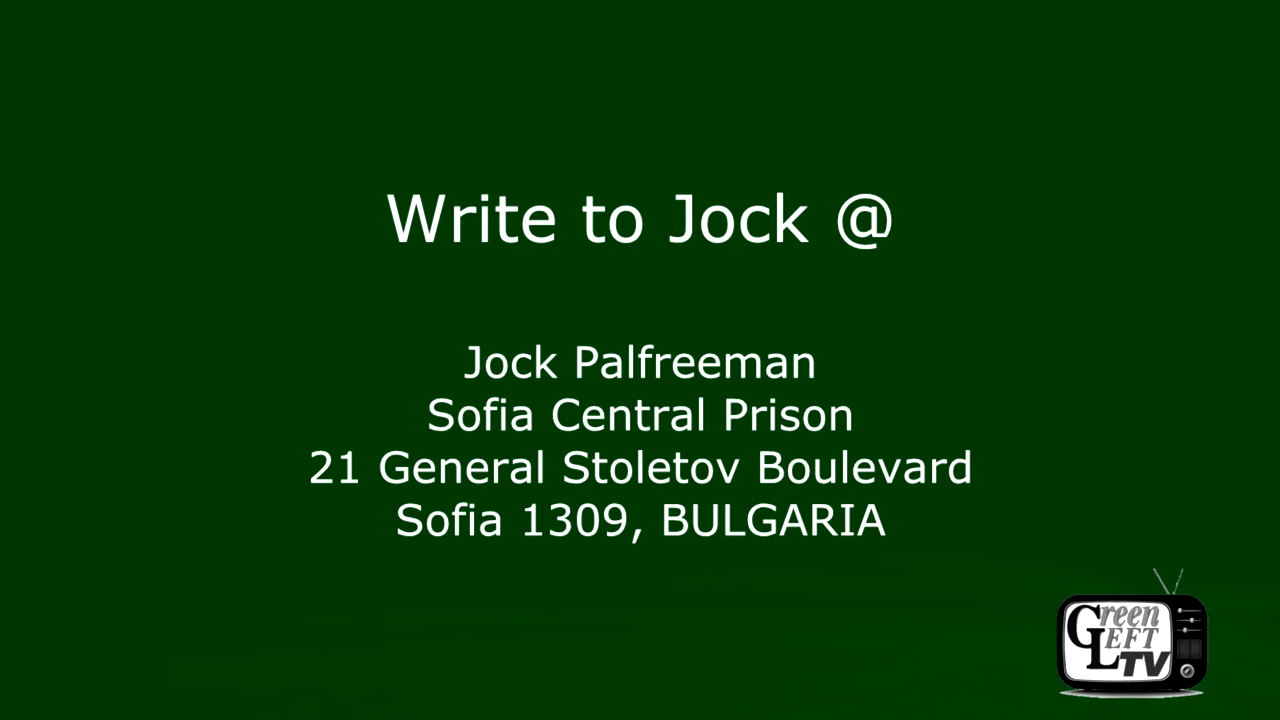 Write to Jock @
Jock Palfreeman
Sofia Central Prison
21 General Stoletov Boulevard
Sofia 1309, BULGARIA
Green
LEFT
TV